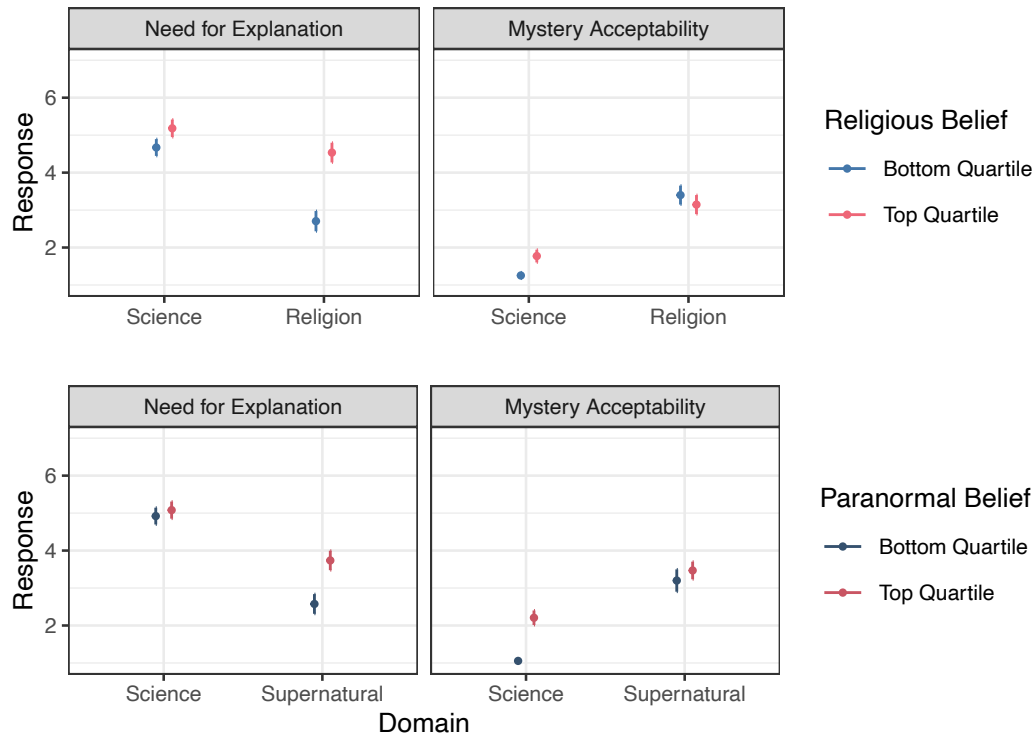 Need for Explanation
Mystery Acceptability
Response
6
4
2
Science
Religion
Science
Religion
Religious Belief
Bottom Quartile
Top Quartile
Need for Explanation
Mystery Acceptability
Response
6
4
2
Science
Supernatural
Science
Supernatural
Domain
Paranormal Belief
Bottom Quartile
Top Quartile